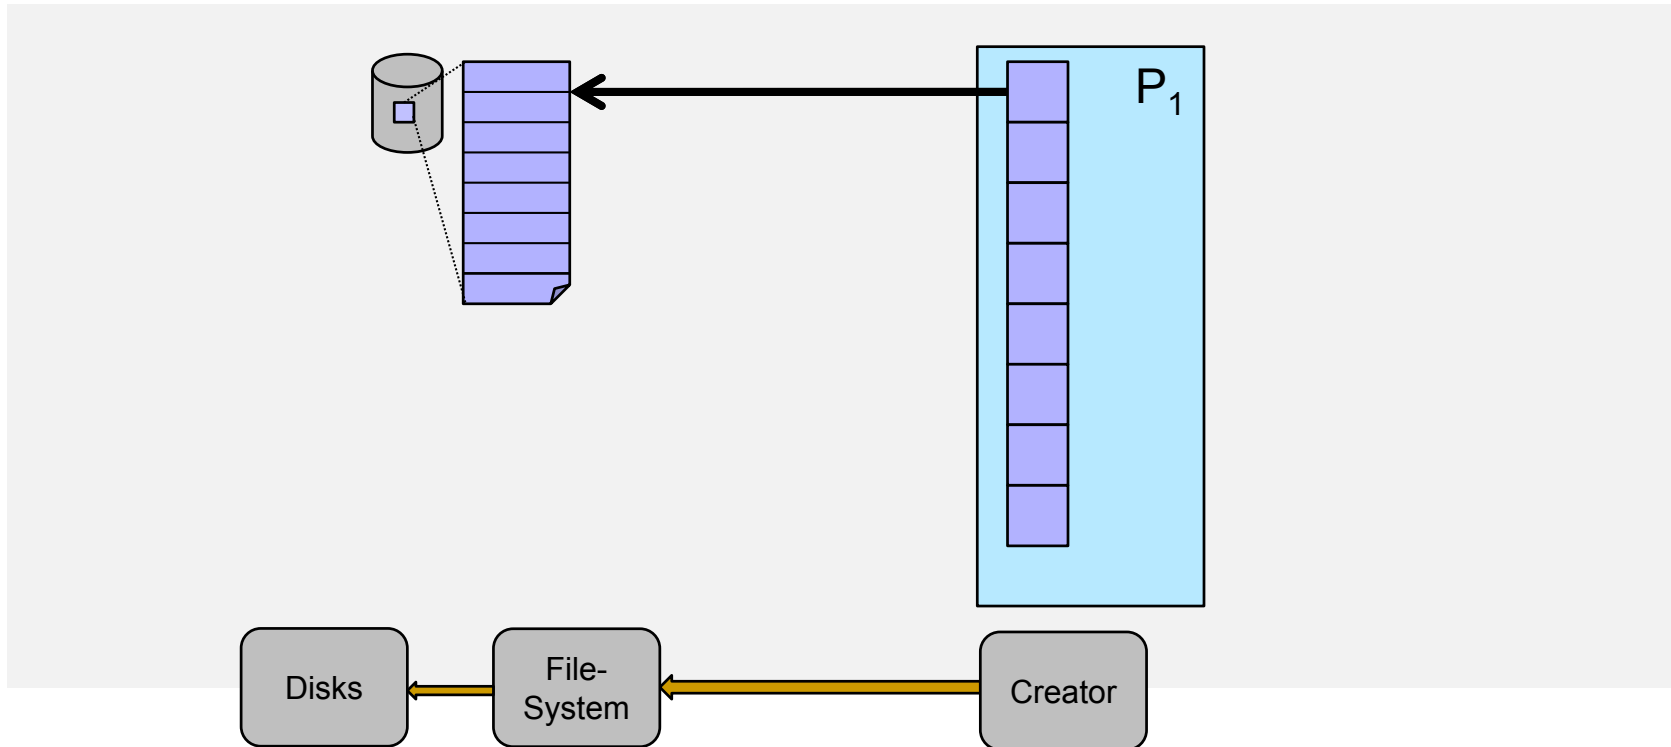 P₁
Disks
File-
System
Creator